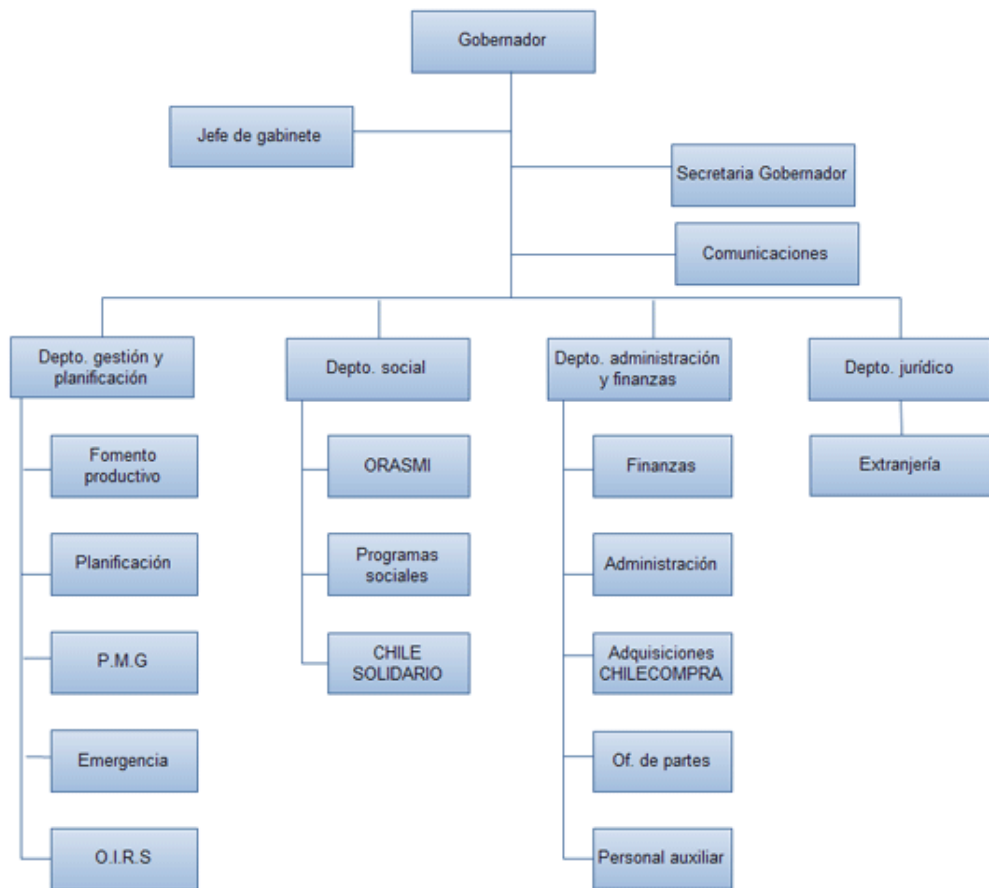 Gobernador
Jefe de gabinete
Secretaria Gobernador
Comunicaciones
Depto. gestión y
planificación
Depto. social
Depto. administración
y finanzas
Depto. jurídico
Fomento
productivo
Planificación
P.M.G
Emergencia
O.I.R.S
ORASMI
Programas
sociales
CHILE
SOLIDARIO
Finanzas
Administración
Adquisiciones
CHILECOMPRA
Of. de partes
Personal auxiliar
Extranjería